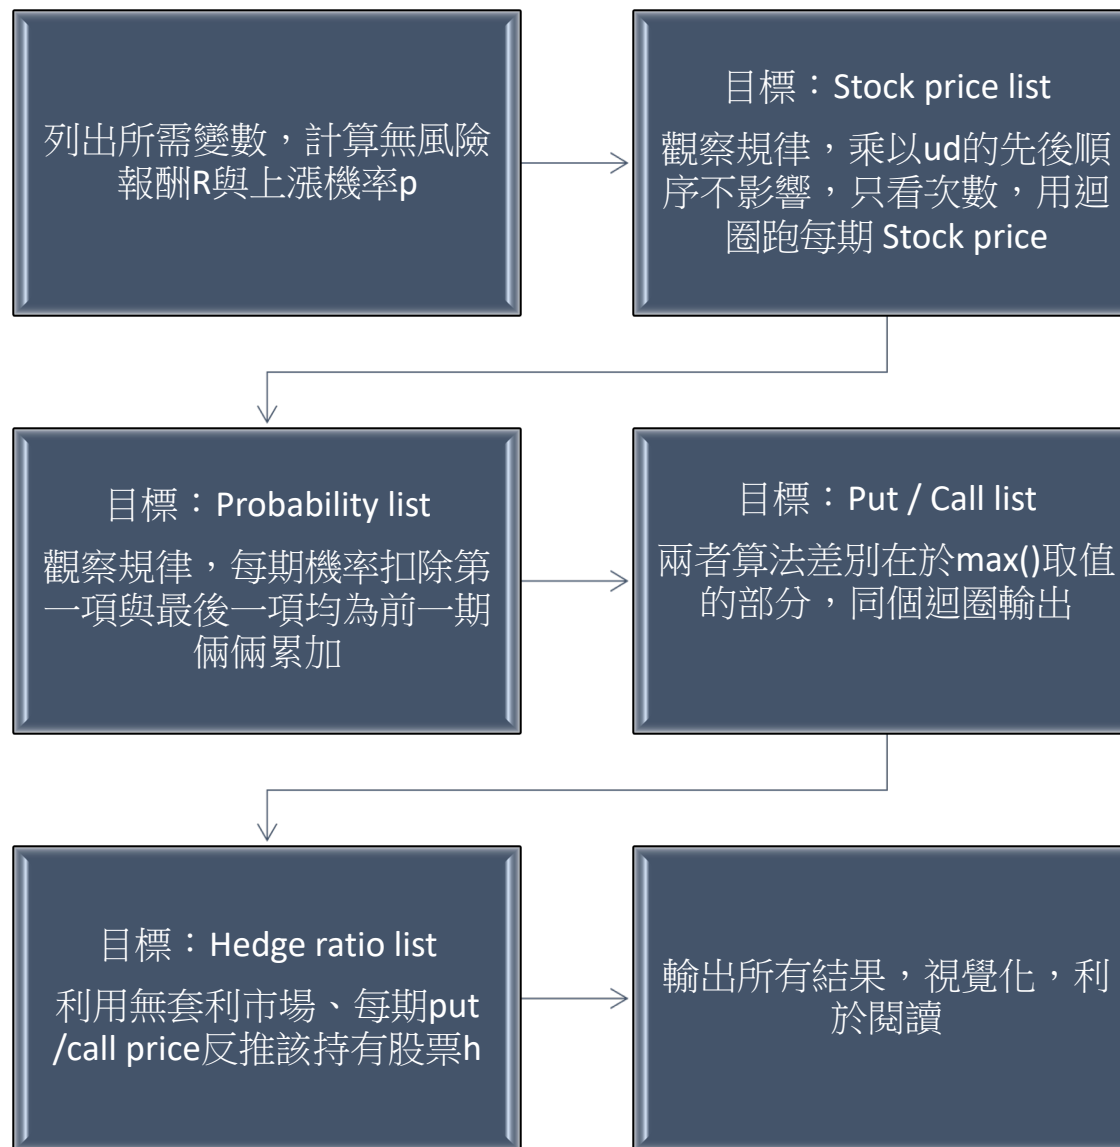 列出所需變數，計算無風險
報酬R與上漲機率p
目標：Stock price list
觀察規律，乘以ud的先後順
序不影響，只看次數，用迴
圈跑每期 Stock price
目標：Probability list
觀察規律，每期機率扣除第
一項與最後一項均為前一期
倆倆累加
目標：Put / Call list
兩者算法差別在於max()取值
的部分，同個迴圈輸出
目標：Hedge ratio list
利用無套利市場、每期put
/call price反推該持有股票h
輸出所有結果，視覺化，利
於閱讀